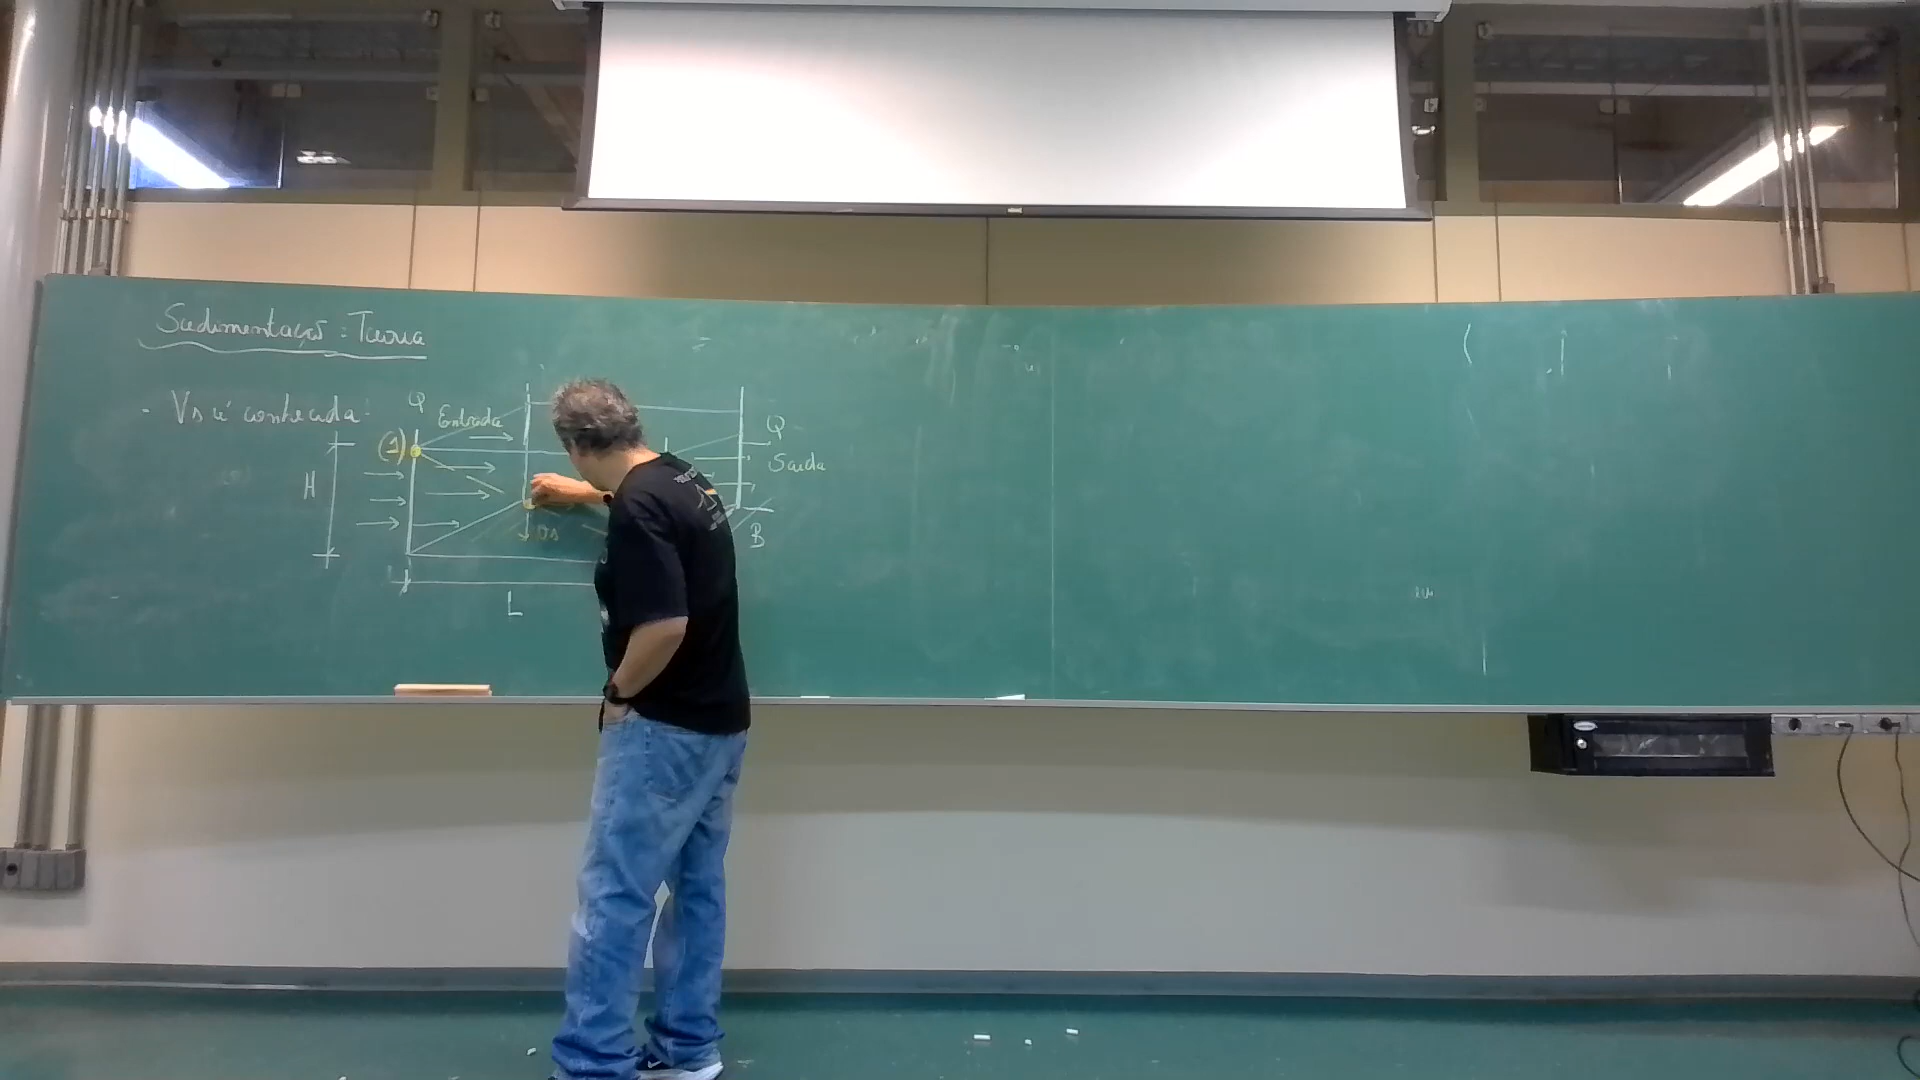 Sedimentação: Teoria
- Vs é conhecida:
Q
Entrada
(1)
H
Vs
L
Q
Saída
B